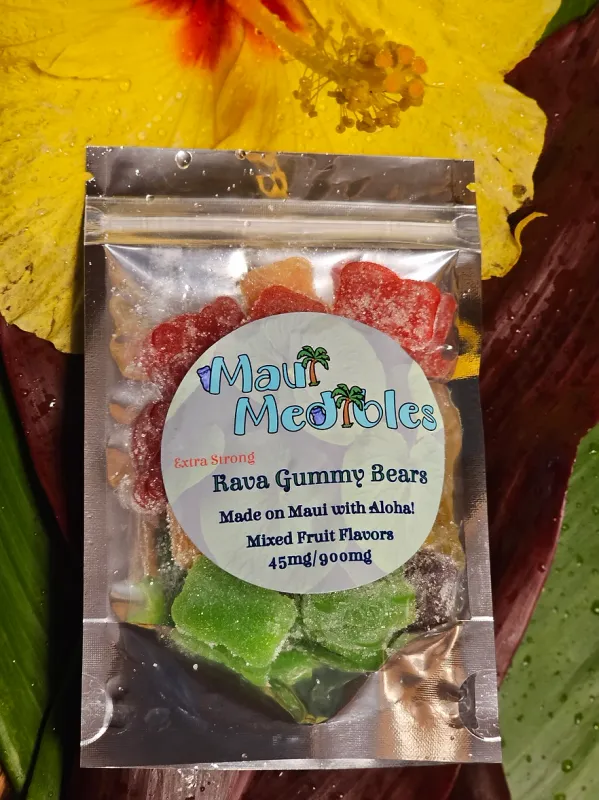 Maui
Medibles
Extra Strong
Kava Gummy Bears
Made on Maui with Aloha!
Mixed Fruit Flavors
45mg/900mg